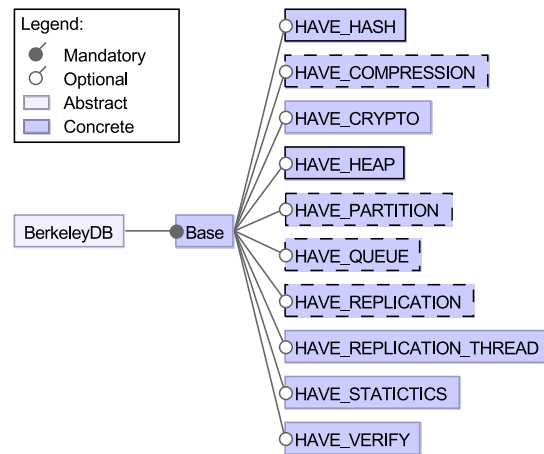 Legend:
Mandatory
Optional
Abstract
Concrete
HAVE_HASH
HAVE_COMPRESSION
HAVE_CRYPTO
HAVE_HEAP
HAVE_PARTITION
BerkeleyDB
Base
HAVE_QUEUE
HAVE_REPLICATION
HAVE_REPLICATION_THREAD
HAVE_STATICTICS
HAVE_VERIFY